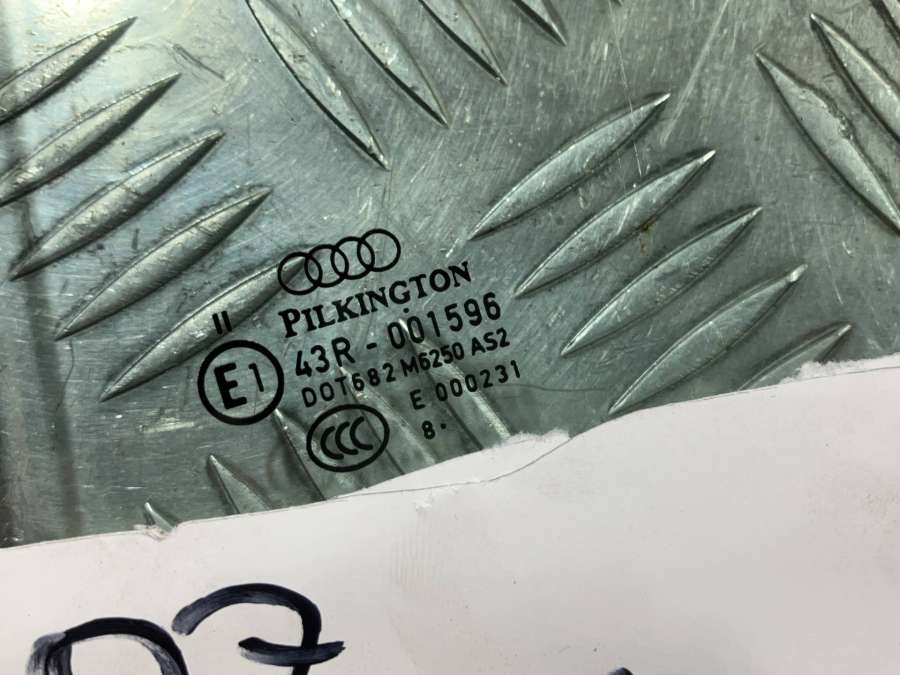 PILKINGTON
II
43R - 001596
E1
DOT682 M6250 AS2
E 000231
CCC
8.